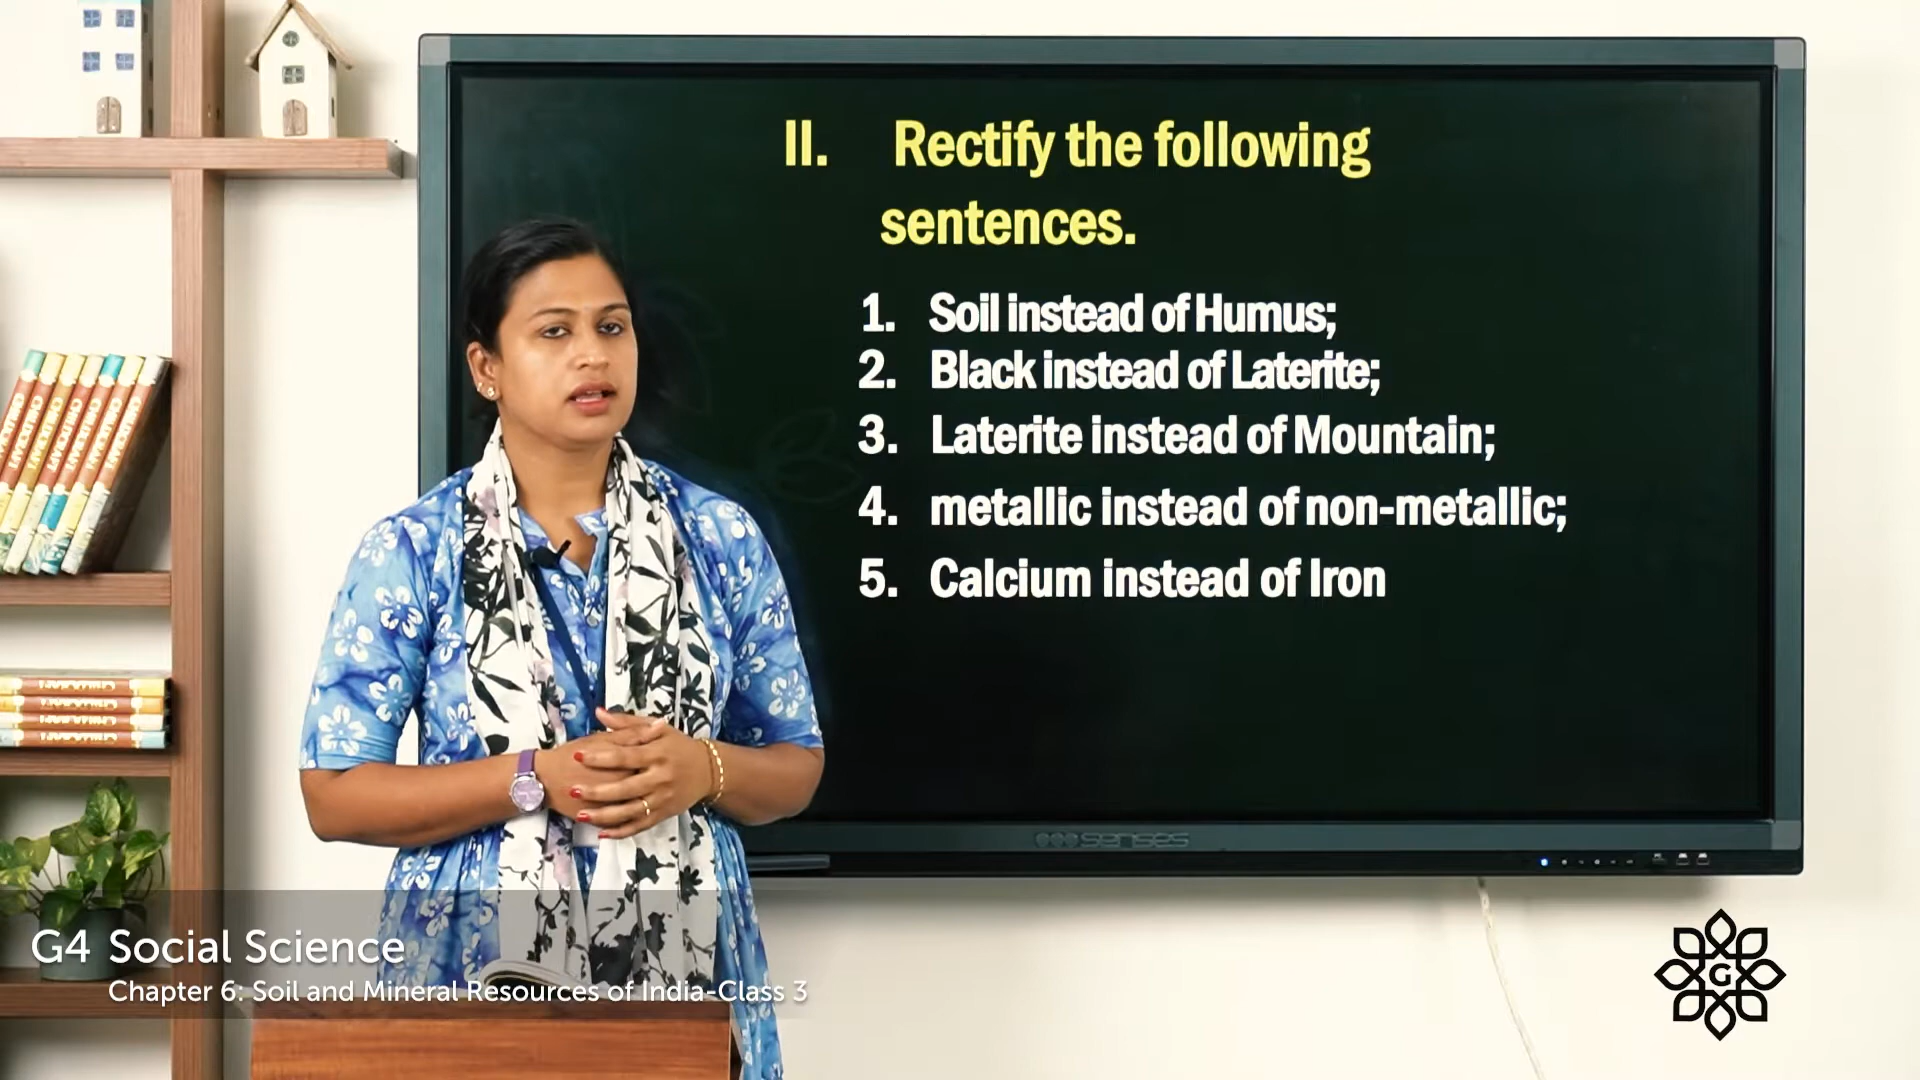 II. Rectify the following
sentences.
1. Soil instead of Humus;
2. Black instead of Laterite;
3. Laterite instead of Mountain;
4. metallic instead of non-metallic;
5. Calcium instead of Iron
senses
G4 Social Science
Chapter 6: Soil and Mineral Resources of India-Class 3
G